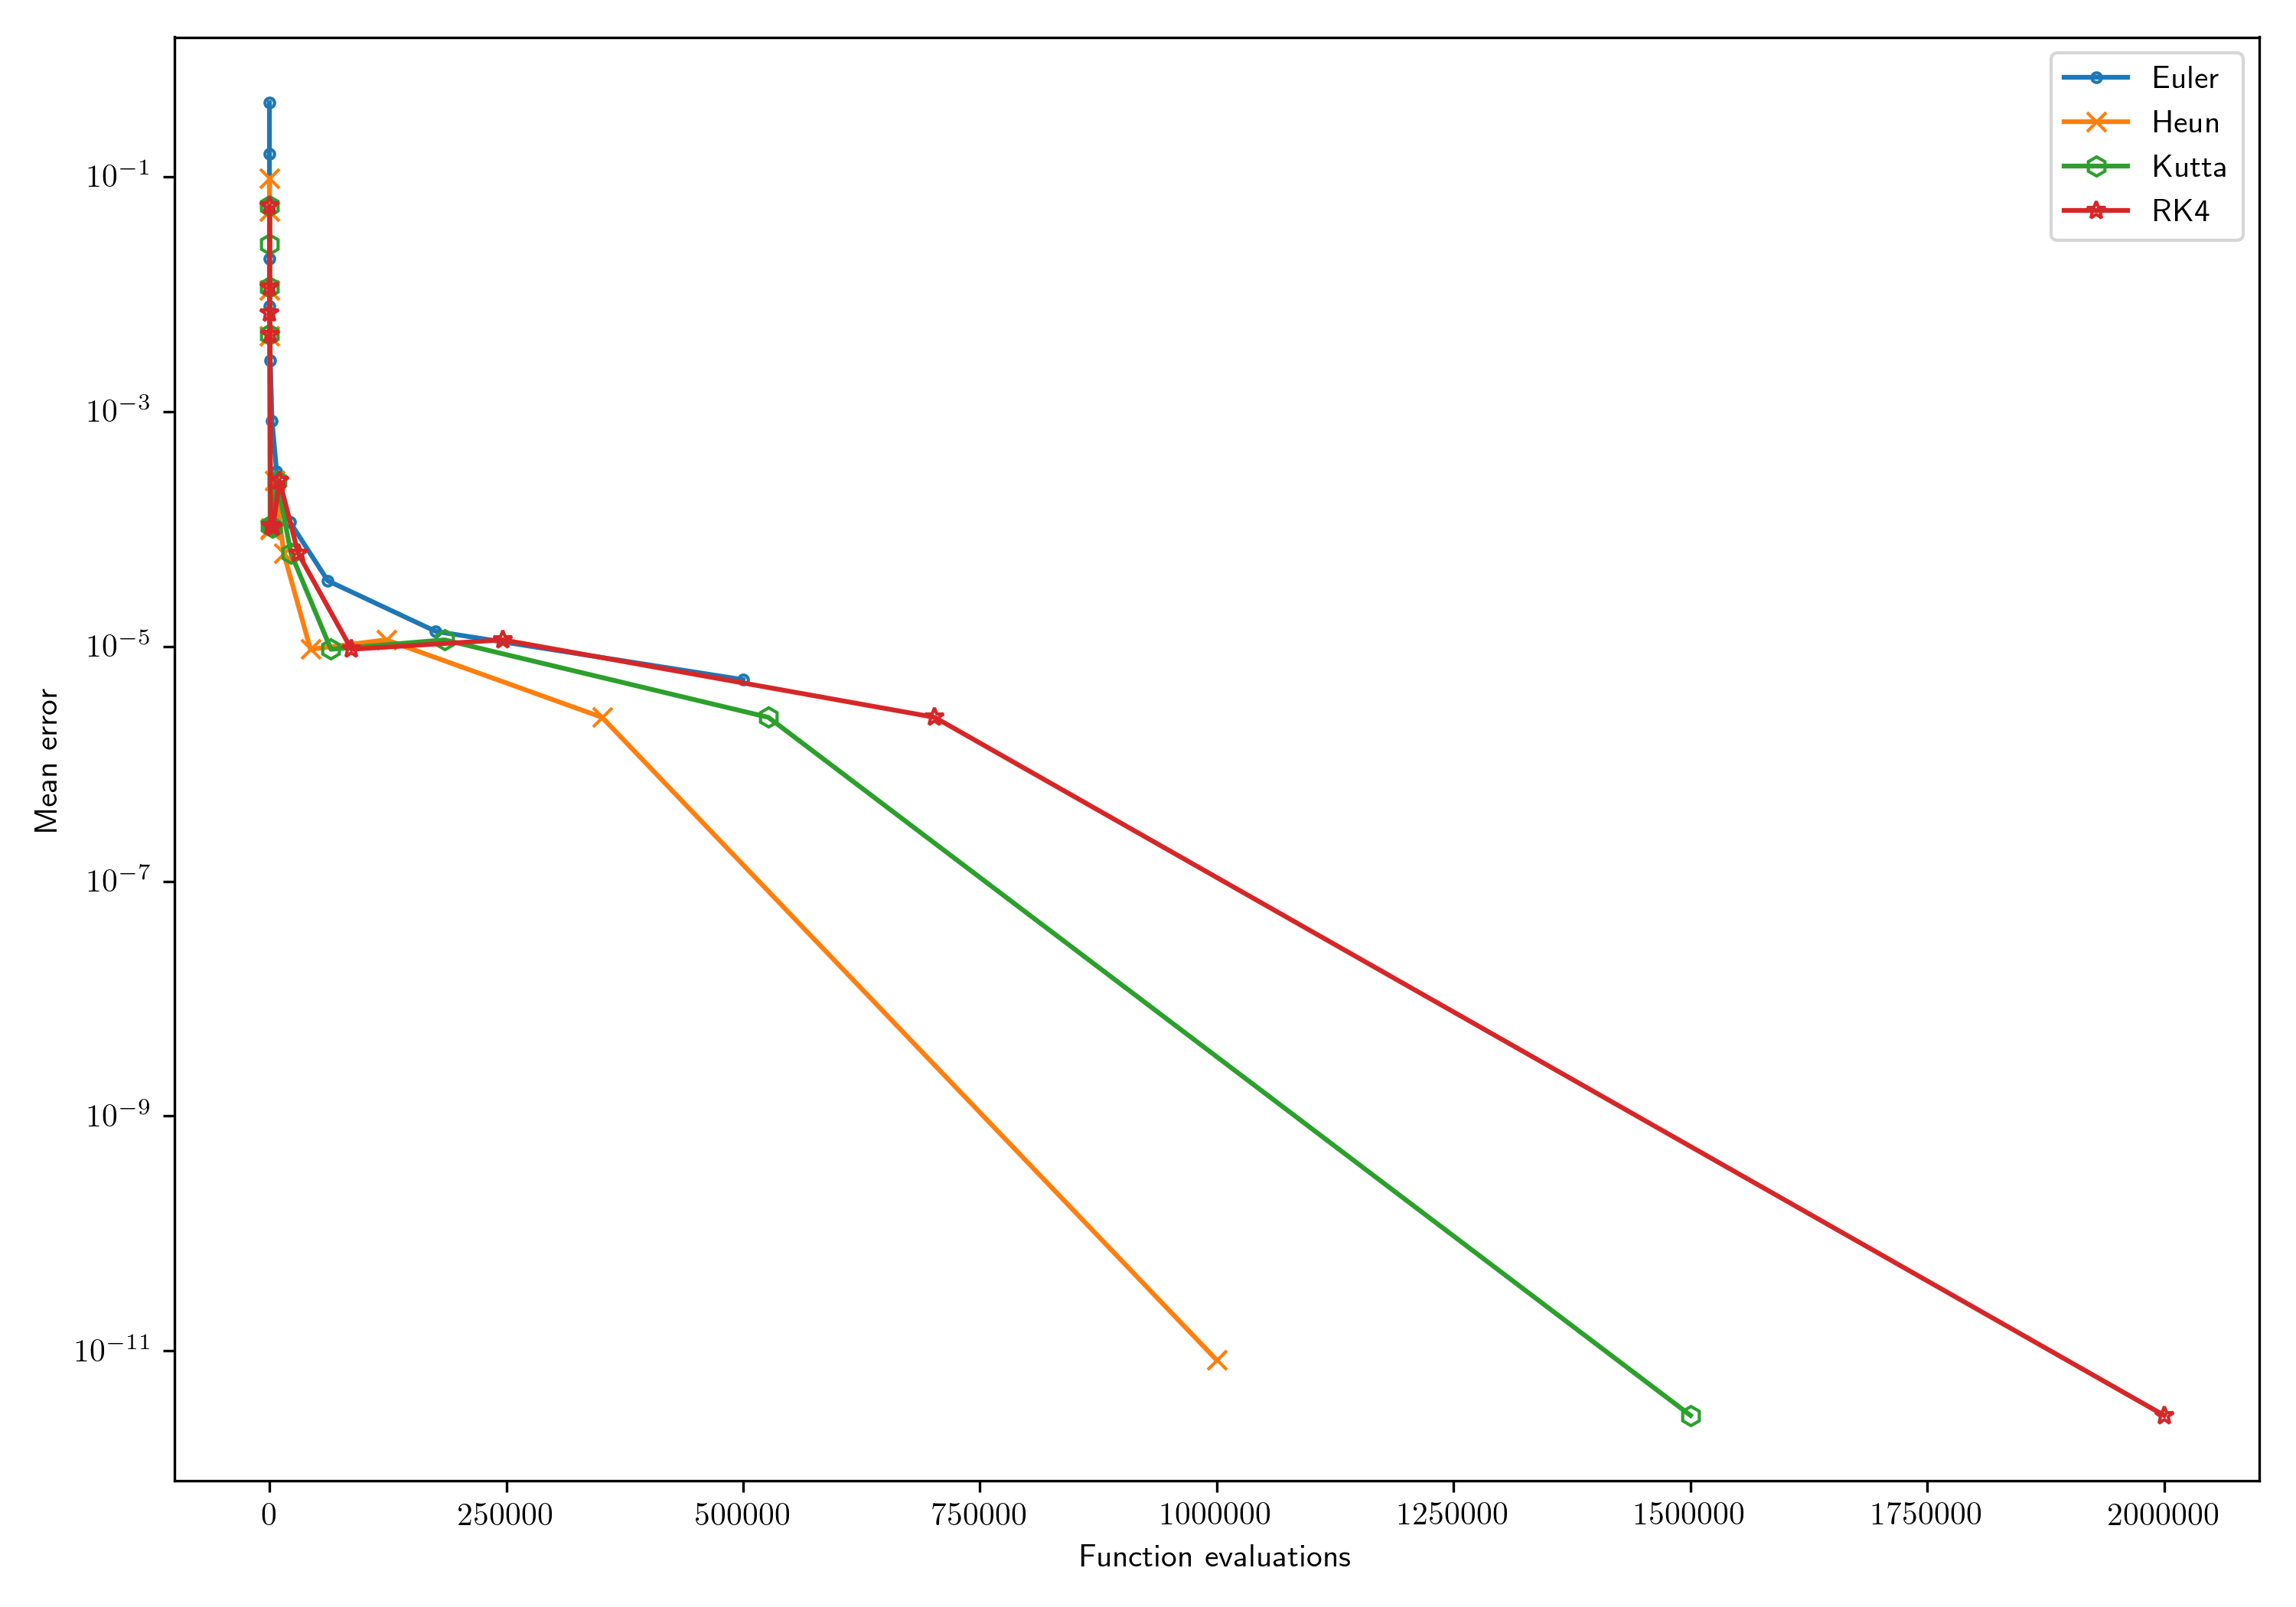 Euler
Heun
Kutta
RK4
10⁻¹
10⁻³
10⁻⁵
10⁻⁷
10⁻⁹
10⁻¹¹
Mean error
0 250000 500000 750000 1000000 1250000 1500000 1750000 2000000
Function evaluations